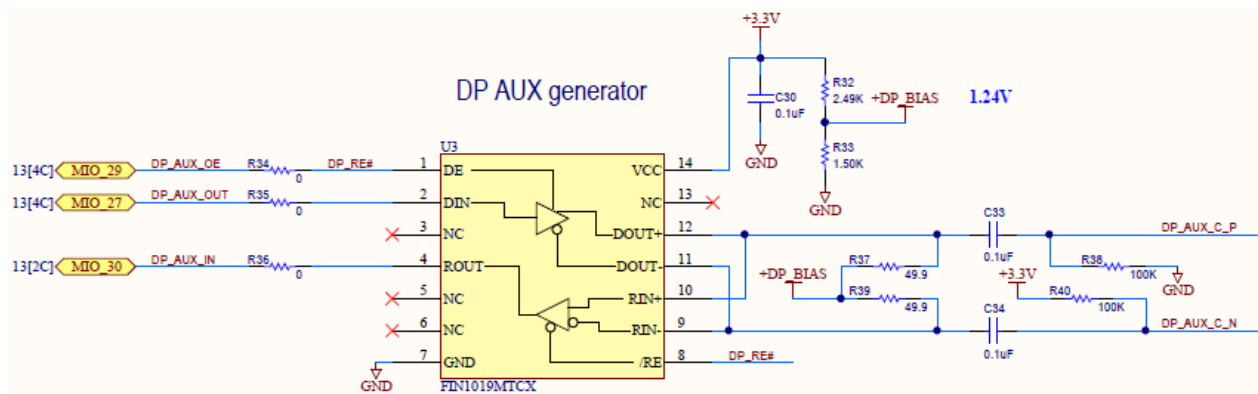 +3.3V
DP AUX generator
C30
0.1uF
GND
R32
2.49K
+DP_BIAS
1.24V
R33
1.50K
GND
U3
13[4C] MIO_29 DP_AUX_OE R34 0 DP_RE# 1 DE VCC 14
13[4C] MIO_27 DP_AUX_OUT R35 0 2 DIN NC 13
3 NC DOUT+ 12 C33 0.1uF DP_AUX_C_P
13[2C] MIO_30 DP_AUX_IN R36 0 4 ROUT DOUT- 11 R37 49.9 R38 100K GND
5 NC RIN+ 10 +DP_BIAS R39 49.9 +3.3V R40 100K
6 NC RIN- 9 C34 0.1uF DP_AUX_C_N
GND 7 GND /RE 8 DP_RE#
FIN1019MTCX